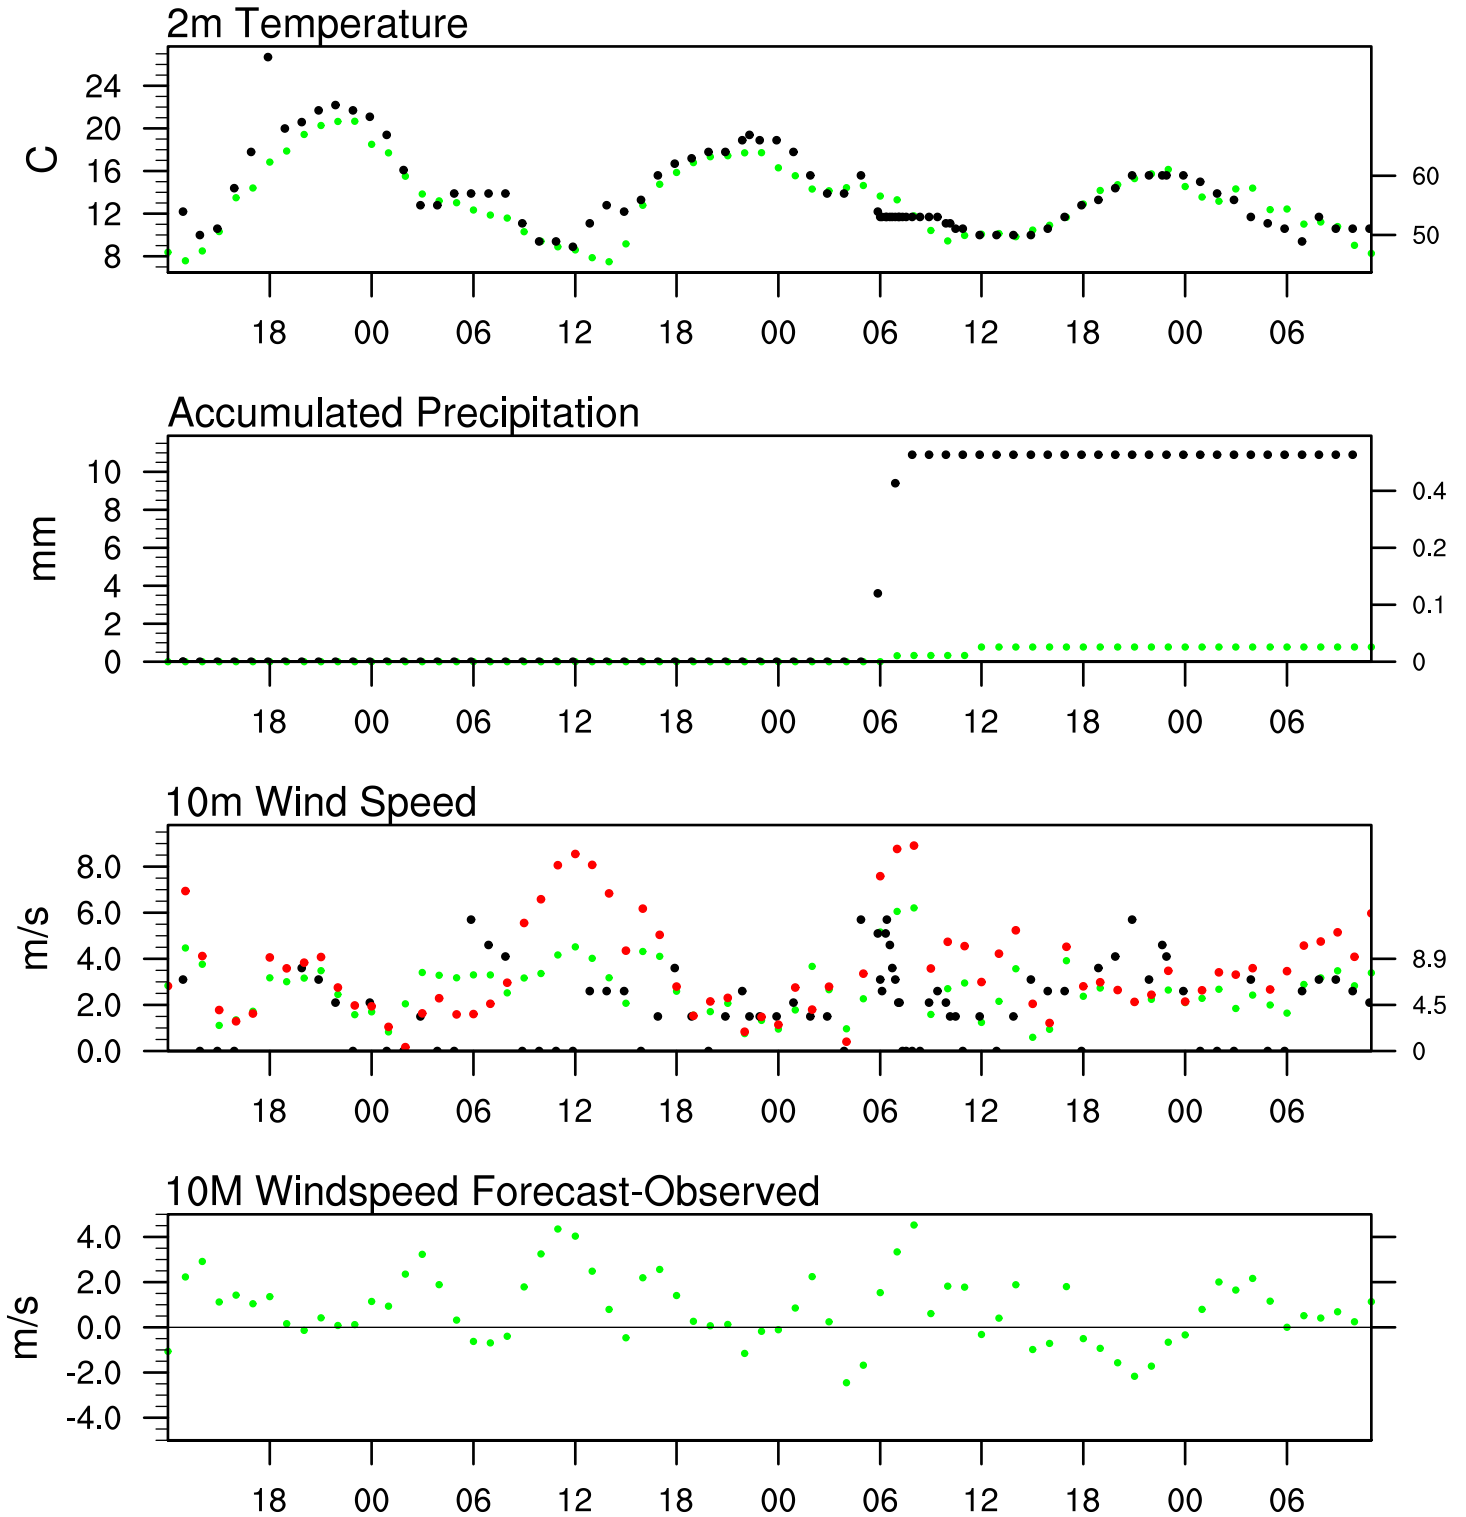 2m Temperature
24
20
16
12
8
C
60
50
18 00 06 12 18 00 06 12 18 00 06
Accumulated Precipitation
10
8
6
4
2
0
mm
0.4
0.2
0.1
0
18 00 06 12 18 00 06 12 18 00 06
10m Wind Speed
8.0
6.0
4.0
2.0
0.0
m/s
8.9
4.5
0
18 00 06 12 18 00 06 12 18 00 06
10M Windspeed Forecast-Observed
4.0
2.0
0.0
-2.0
-4.0
m/s
18 00 06 12 18 00 06 12 18 00 06